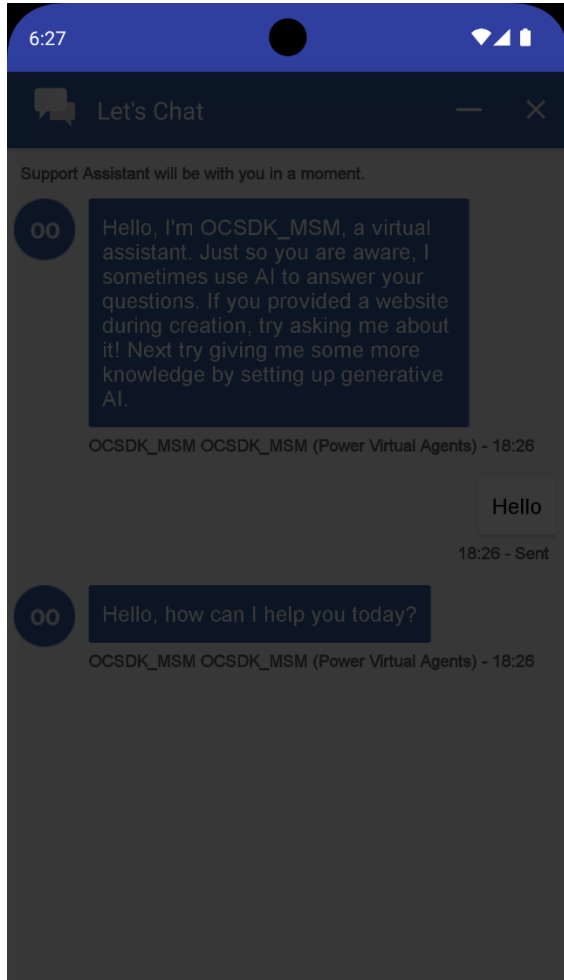 6:27
Let's Chat
Support Assistant will be with you in a moment.
OO
Hello, I'm OCSDK_MSM, a virtual
assistant. Just so you are aware, I
sometimes use AI to answer your
questions. If you provided a website
during creation, try asking me about
it! Next try giving me some more
knowledge by setting up generative
AI.
OCSDK_MSM OCSDK_MSM (Power Virtual Agents) - 18:26
Hello
18:26 - Sent
OO
Hello, how can I help you today?
OCSDK_MSM OCSDK_MSM (Power Virtual Agents) - 18:26